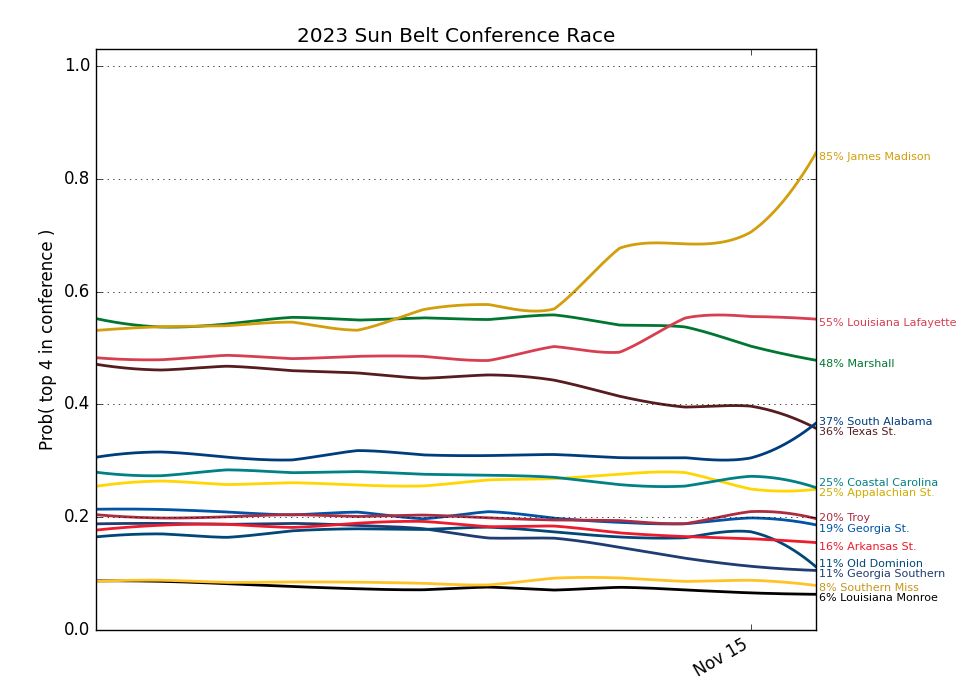 2023 Sun Belt Conference Race
Prob( top 4 in conference )
1.0
0.8
0.6
0.4
0.2
0.0
Nov 15
85% James Madison
55% Louisiana Lafayette
48% Marshall
37% South Alabama
36% Texas St.
25% Coastal Carolina
25% Appalachian St.
20% Troy
19% Georgia St.
16% Arkansas St.
11% Old Dominion
11% Georgia Southern
8% Southern Miss
6% Louisiana Monroe